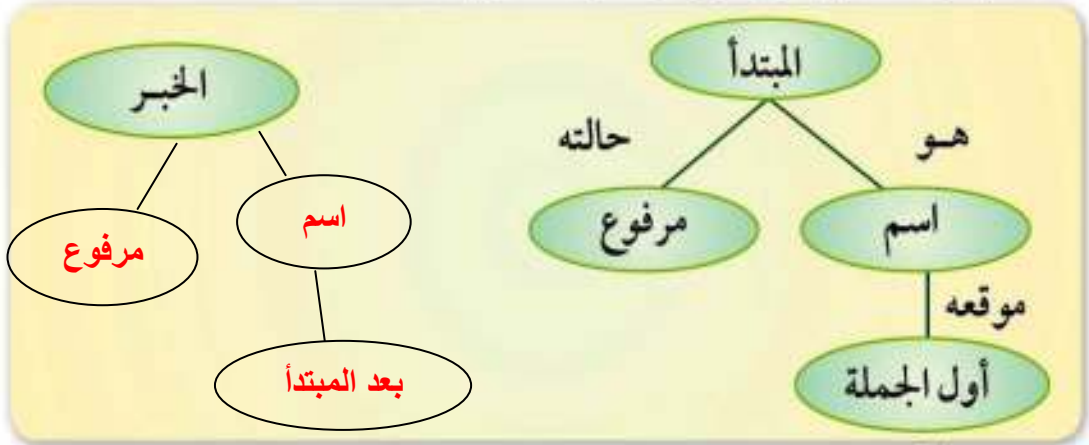 المبتدأ
هو
حالته
اسم
مرفوع
موقعه
أول الجملة
الخبر
اسم
مرفوع
بعد المبتدأ